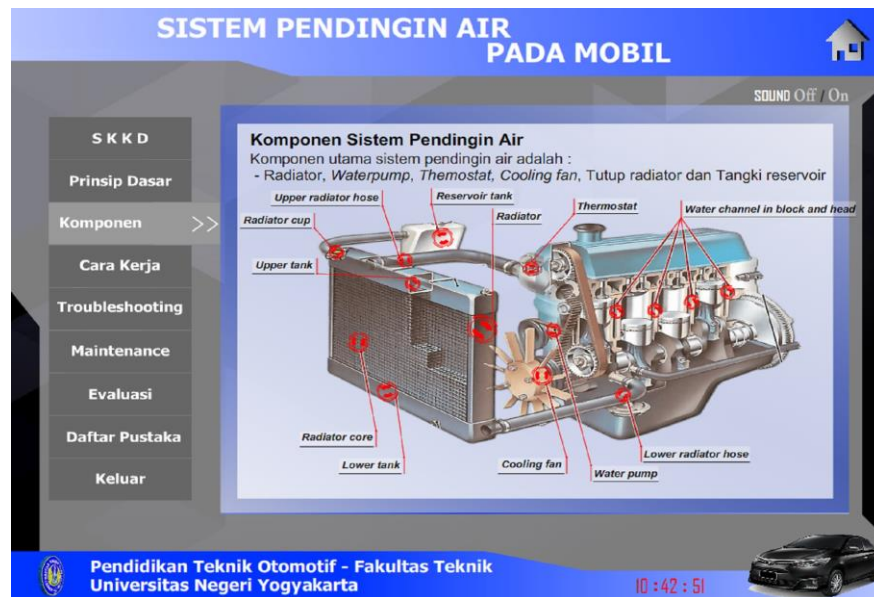 SISTEM PENDINGIN AIR
PADA MOBIL
SOUND Off / On
S K K D
Prinsip Dasar
Komponen >>
Cara Kerja
Troubleshooting
Maintenance
Evaluasi
Daftar Pustaka
Keluar
Komponen Sistem Pendingin Air
Komponen utama sistem pendingin air adalah :
- Radiator, Waterpump, Themostat, Cooling fan, Tutup radiator dan Tangki reservoir
Upper radiator hose
Reservoir tank
Radiator cup
Radiator
Thermostat
Water channel in block and head
Upper tank
Radiator core
Lower tank
Cooling fan
Water pump
Lower radiator hose
Pendidikan Teknik Otomotif - Fakultas Teknik
Universitas Negeri Yogyakarta
10 : 42 : 51